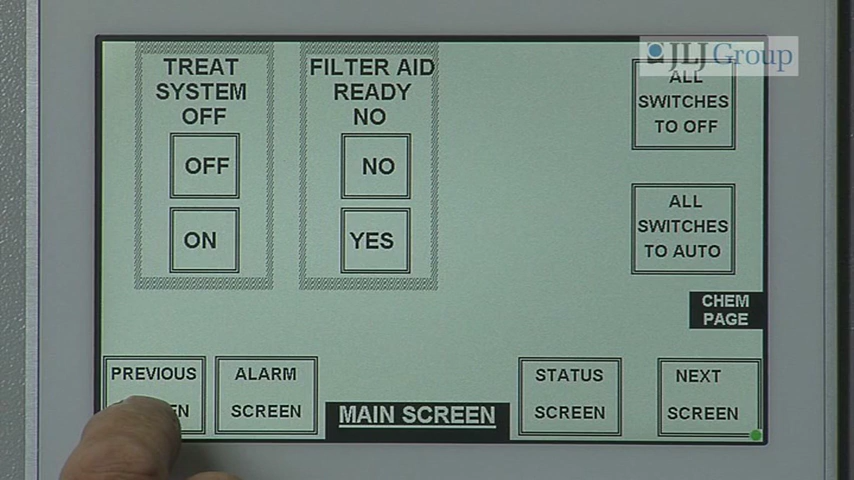 JLJ Group
TREAT
SYSTEM
OFF
OFF
ON
FILTER AID
READY
NO
NO
YES
ALL
SWITCHES
TO OFF
ALL
SWITCHES
TO AUTO
CHEM
PAGE
PREVIOUS
ALARM
SCREEN
MAIN SCREEN
STATUS
SCREEN
NEXT
SCREEN